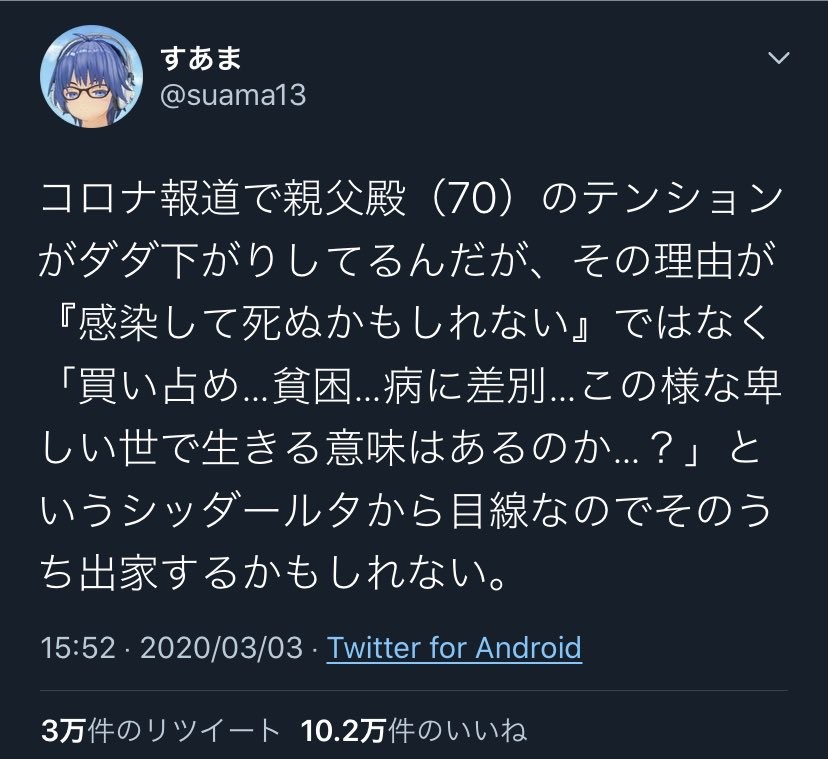 すあま
@suama13
コロナ報道で親父殿（70）のテンション
がダダ下がりしてるんだが、その理由が
『感染して死ぬかもしれない』ではなく
「買い占め...貧困...病に差別...この様な卑
しい世で生きる意味はあるのか...？」と
いうシッダールタから目線なのでそのう
ち出家するかもしれない。
15:52 · 2020/03/03 · Twitter for Android
3万件のリツイート 10.2万件のいいね